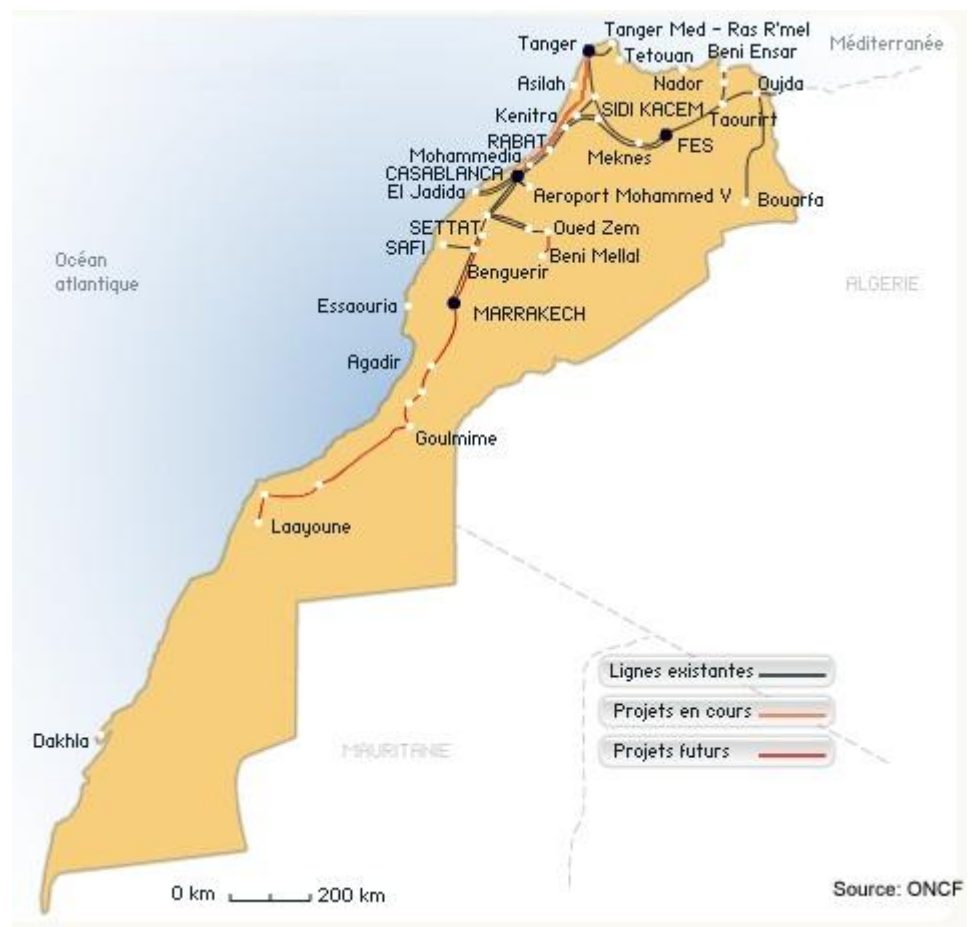 Tanger Med - Ras R'mel
Tanger
Tetouan
Beni Ensar
Méditerranée
Asilah
Nador
Oujda
Kenitra
SIDI KACEM
Taourirt
RABAT
Mohammedia
Meknes
FES
CASABLANCA
El Jadida
Aeroport Mohammed V
Bouarfa
SETTAT
Oued Zem
SAFI
Beni Mellal
Océan
atlantique
Benguerir
ALGERIE
Essaouria
MARRAKECH
Agadir
Goulmime
Laayoune
Lignes existantes
Projets en cours
Dakhla
MAURITANIE
Projets futurs
0 km
200 km
Source: ONCF